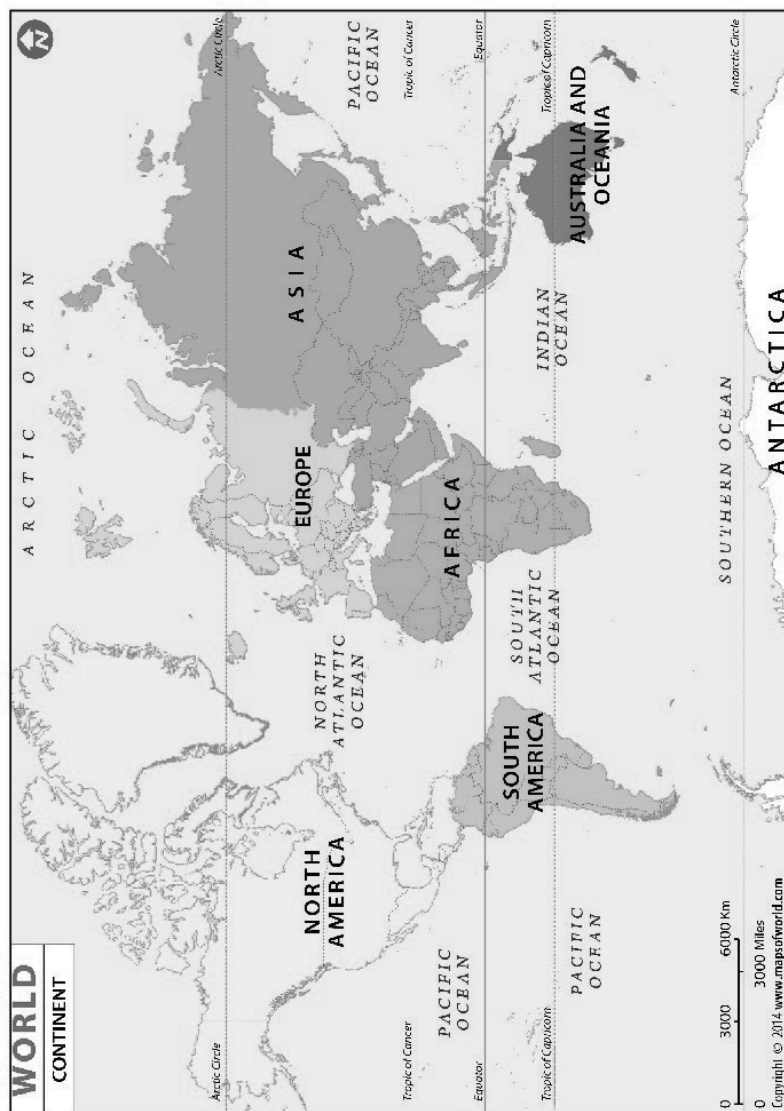 WORLD
CONTINENT
N
ARCTIC OCEAN
Arctic Circle
Arctic Circle
NORTH
AMERICA
NORTH
ATLANTIC
OCEAN
EUROPE
ASIA
PACIFIC
OCEAN
Tropic of Cancer
Tropic of Cancer
PACIFIC
OCEAN
AFRICA
Equator
Equator
SOUTH
AMERICA
SOUTH
ATLANTIC
OCEAN
INDIAN
OCEAN
Tropic of Capricorn
Tropic of Capricorn
AUSTRALIA AND
OCEANIA
PACIFIC
OCEAN
SOUTHERN OCEAN
Antarctic Circle
ANTARCTICA
0 3000 6000 Km
0 3000 Miles
Copyright © 2014 www.mapsofworld.com